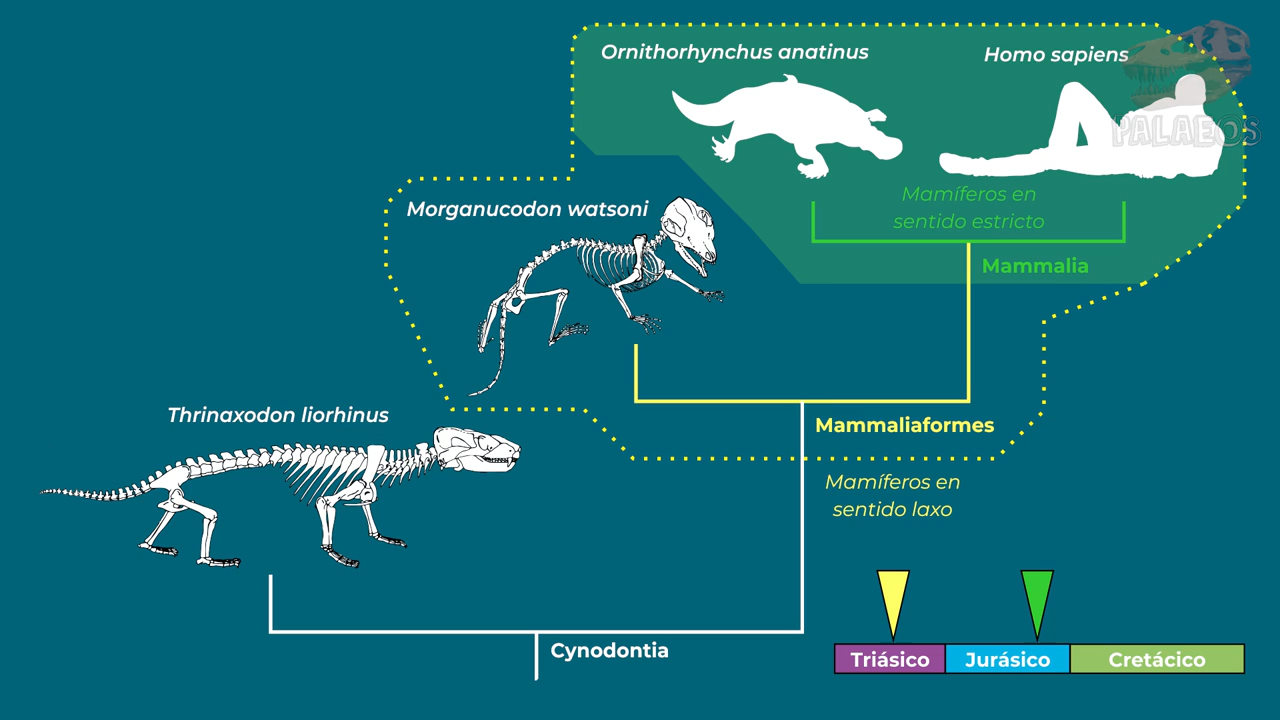 Ornithorhynchus anatinus
Homo sapiens
PALAEOS
Mamíferos en
sentido estricto
Morganucodon watsoni
Mammalia
Thrinaxodon liorhinus
Mammaliaformes
Mamíferos en
sentido laxo
Cynodontia
Triásico
Jurásico
Cretácico